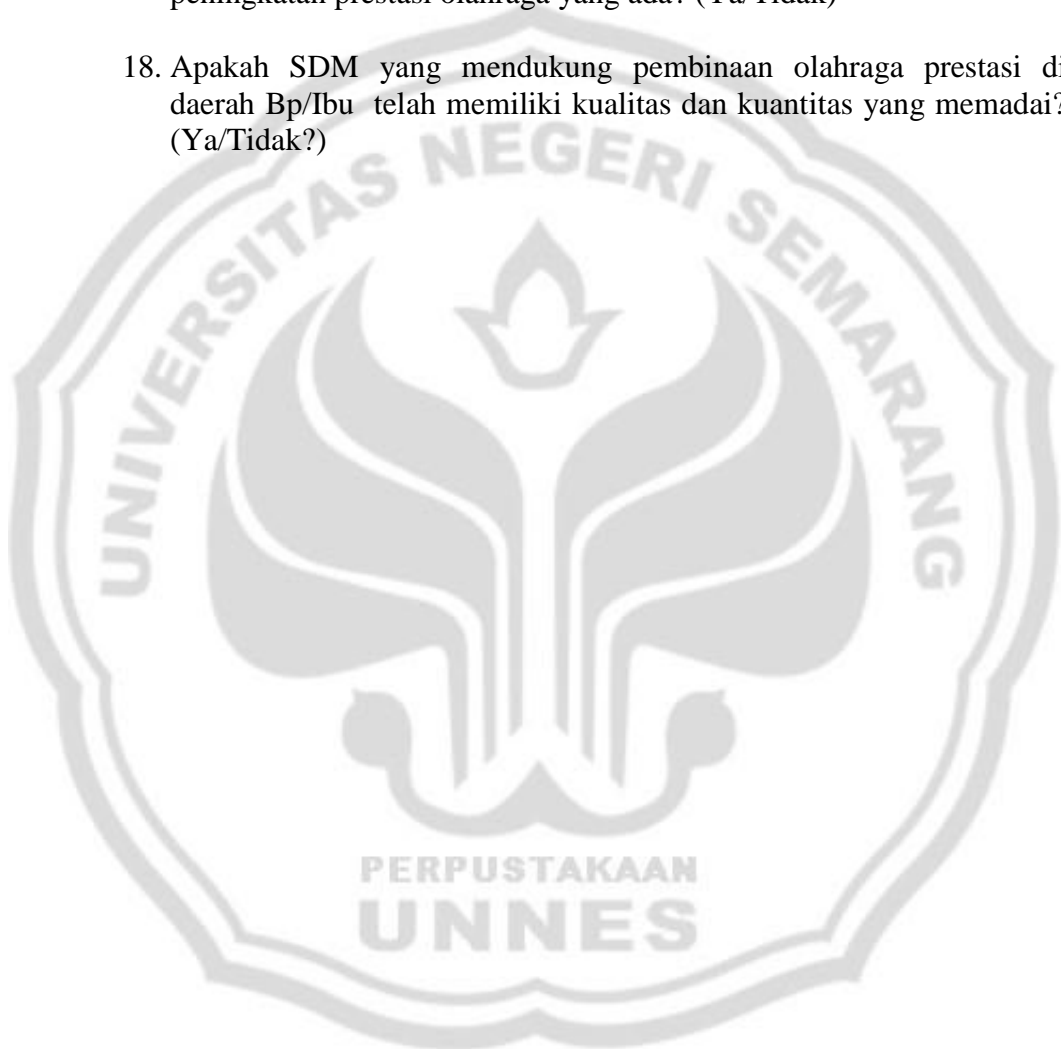 peningkatan prestasi olahraga yang ada? (Ya/Tidak)
18. Apakah SDM yang mendukung pembinaan olahraga prestasi di
daerah Bp/Ibu telah memiliki kualitas dan kuantitas yang memadai?
(Ya/Tidak?)
UNIVERSITAS NEGERI SEMARANG
PERPUSTAKAAN
UNNES